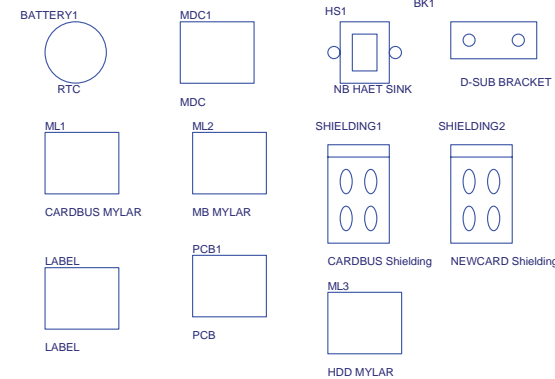 BATTERY1
RTC
MDC1
MDC
HS1
NB HAET SINK
BK1
D-SUB BRACKET
ML1
CARDBUS MYLAR
ML2
MB MYLAR
SHIELDING1
CARDBUS Shielding
SHIELDING2
NEWCARD Shielding
LABEL
LABEL
PCB1
PCB
ML3
HDD MYLAR